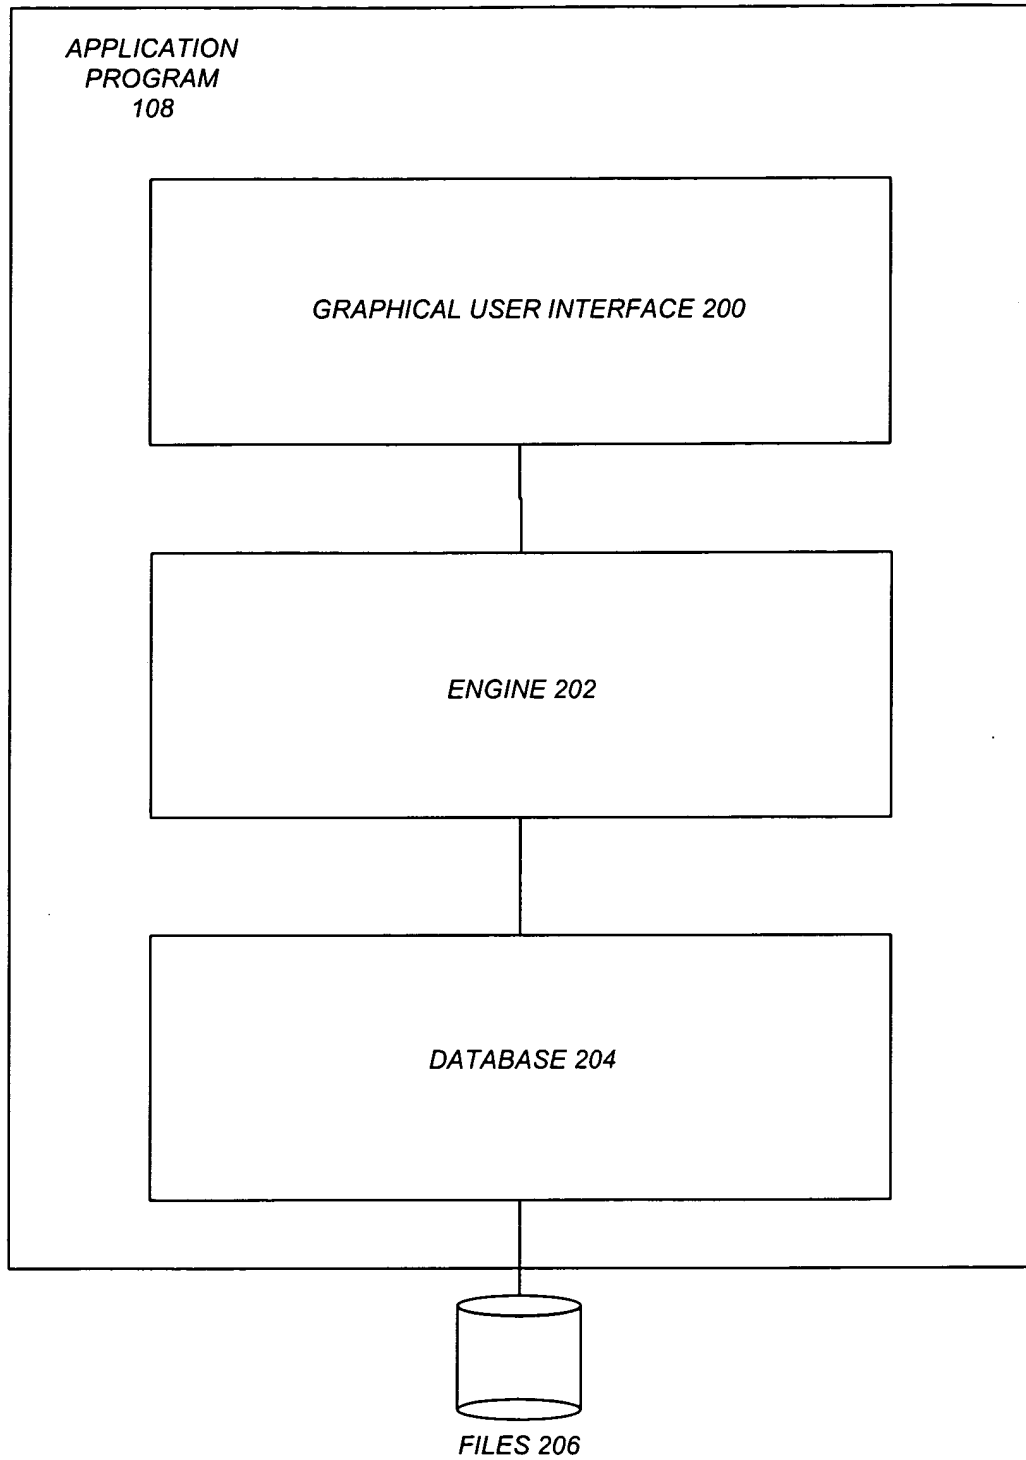 APPLICATION
PROGRAM
108
GRAPHICAL USER INTERFACE 200
ENGINE 202
DATABASE 204
FILES 206